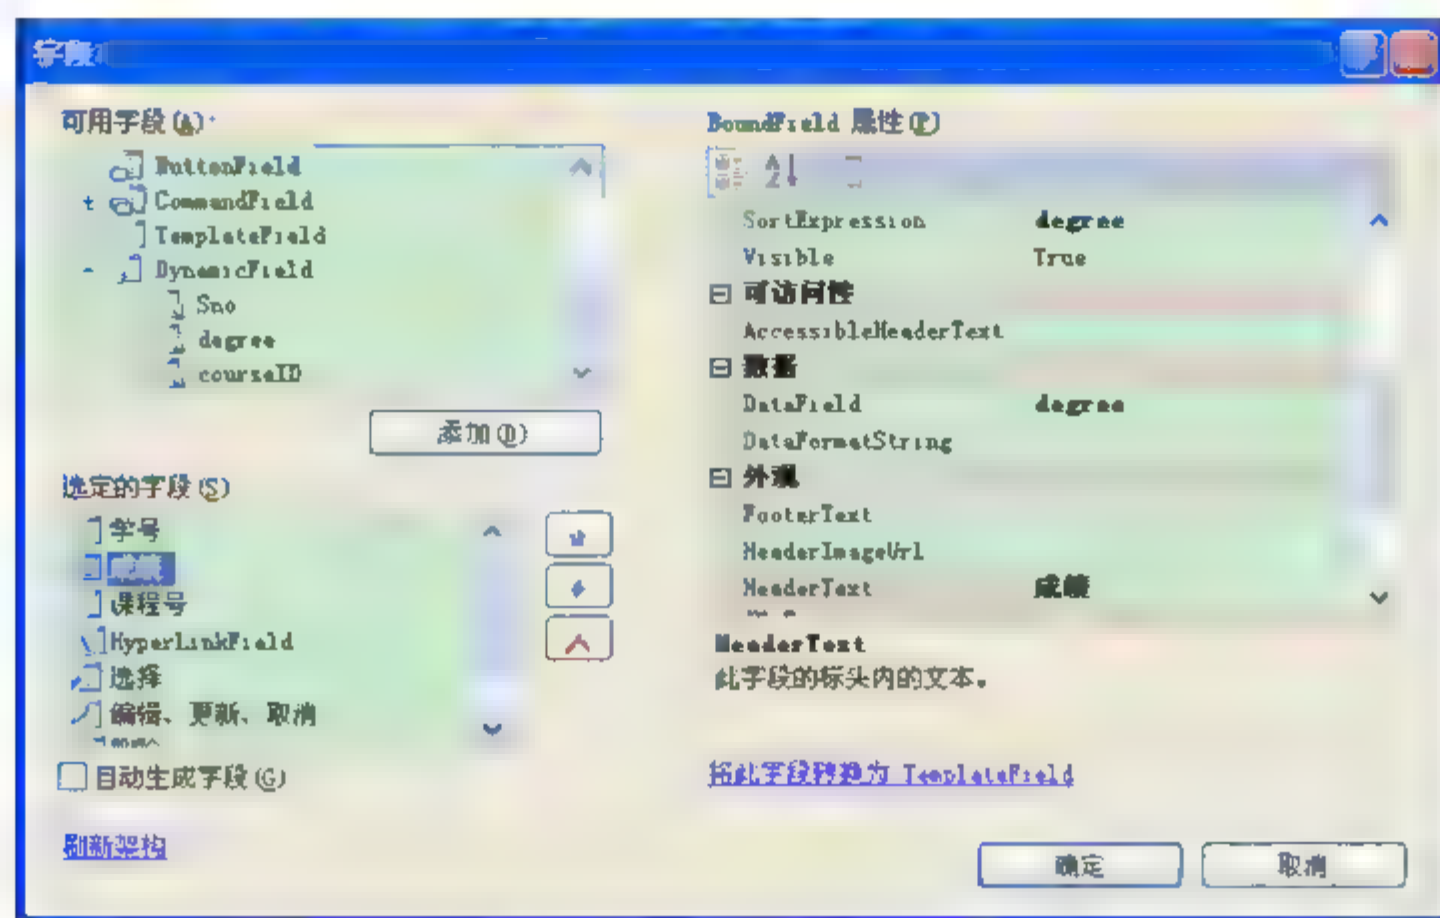 字段
可用字段(A):
ButtonField
CommandField
TemplateField
DynamicField
Sno
degree
courseID
添加(D)
选定的字段(S)
学号
成绩
课程号
HyperLinkField
选择
编辑、更新、取消
自动生成字段(G)
刷新架构
BoundField 属性(P)
SortExpression degree
Visible True
可访问性
AccessibleHeaderText
数据
DataField degree
DataFormatString
外观
FooterText
HeaderImageUrl
HeaderText 成绩
HeaderText
此字段的标头内的文本。
将此字段转换为 TemplateField
确定
取消